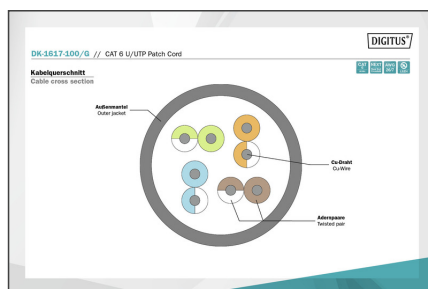 DIGITUS®
DK-1617-100/G // CAT 6 U/UTP Patch Cord
Kabelquerschnitt
Cable cross section
Außenmantel
Outer jacket
Cu-Draht
Cu-Wire
Aderspaare
Twisted pair